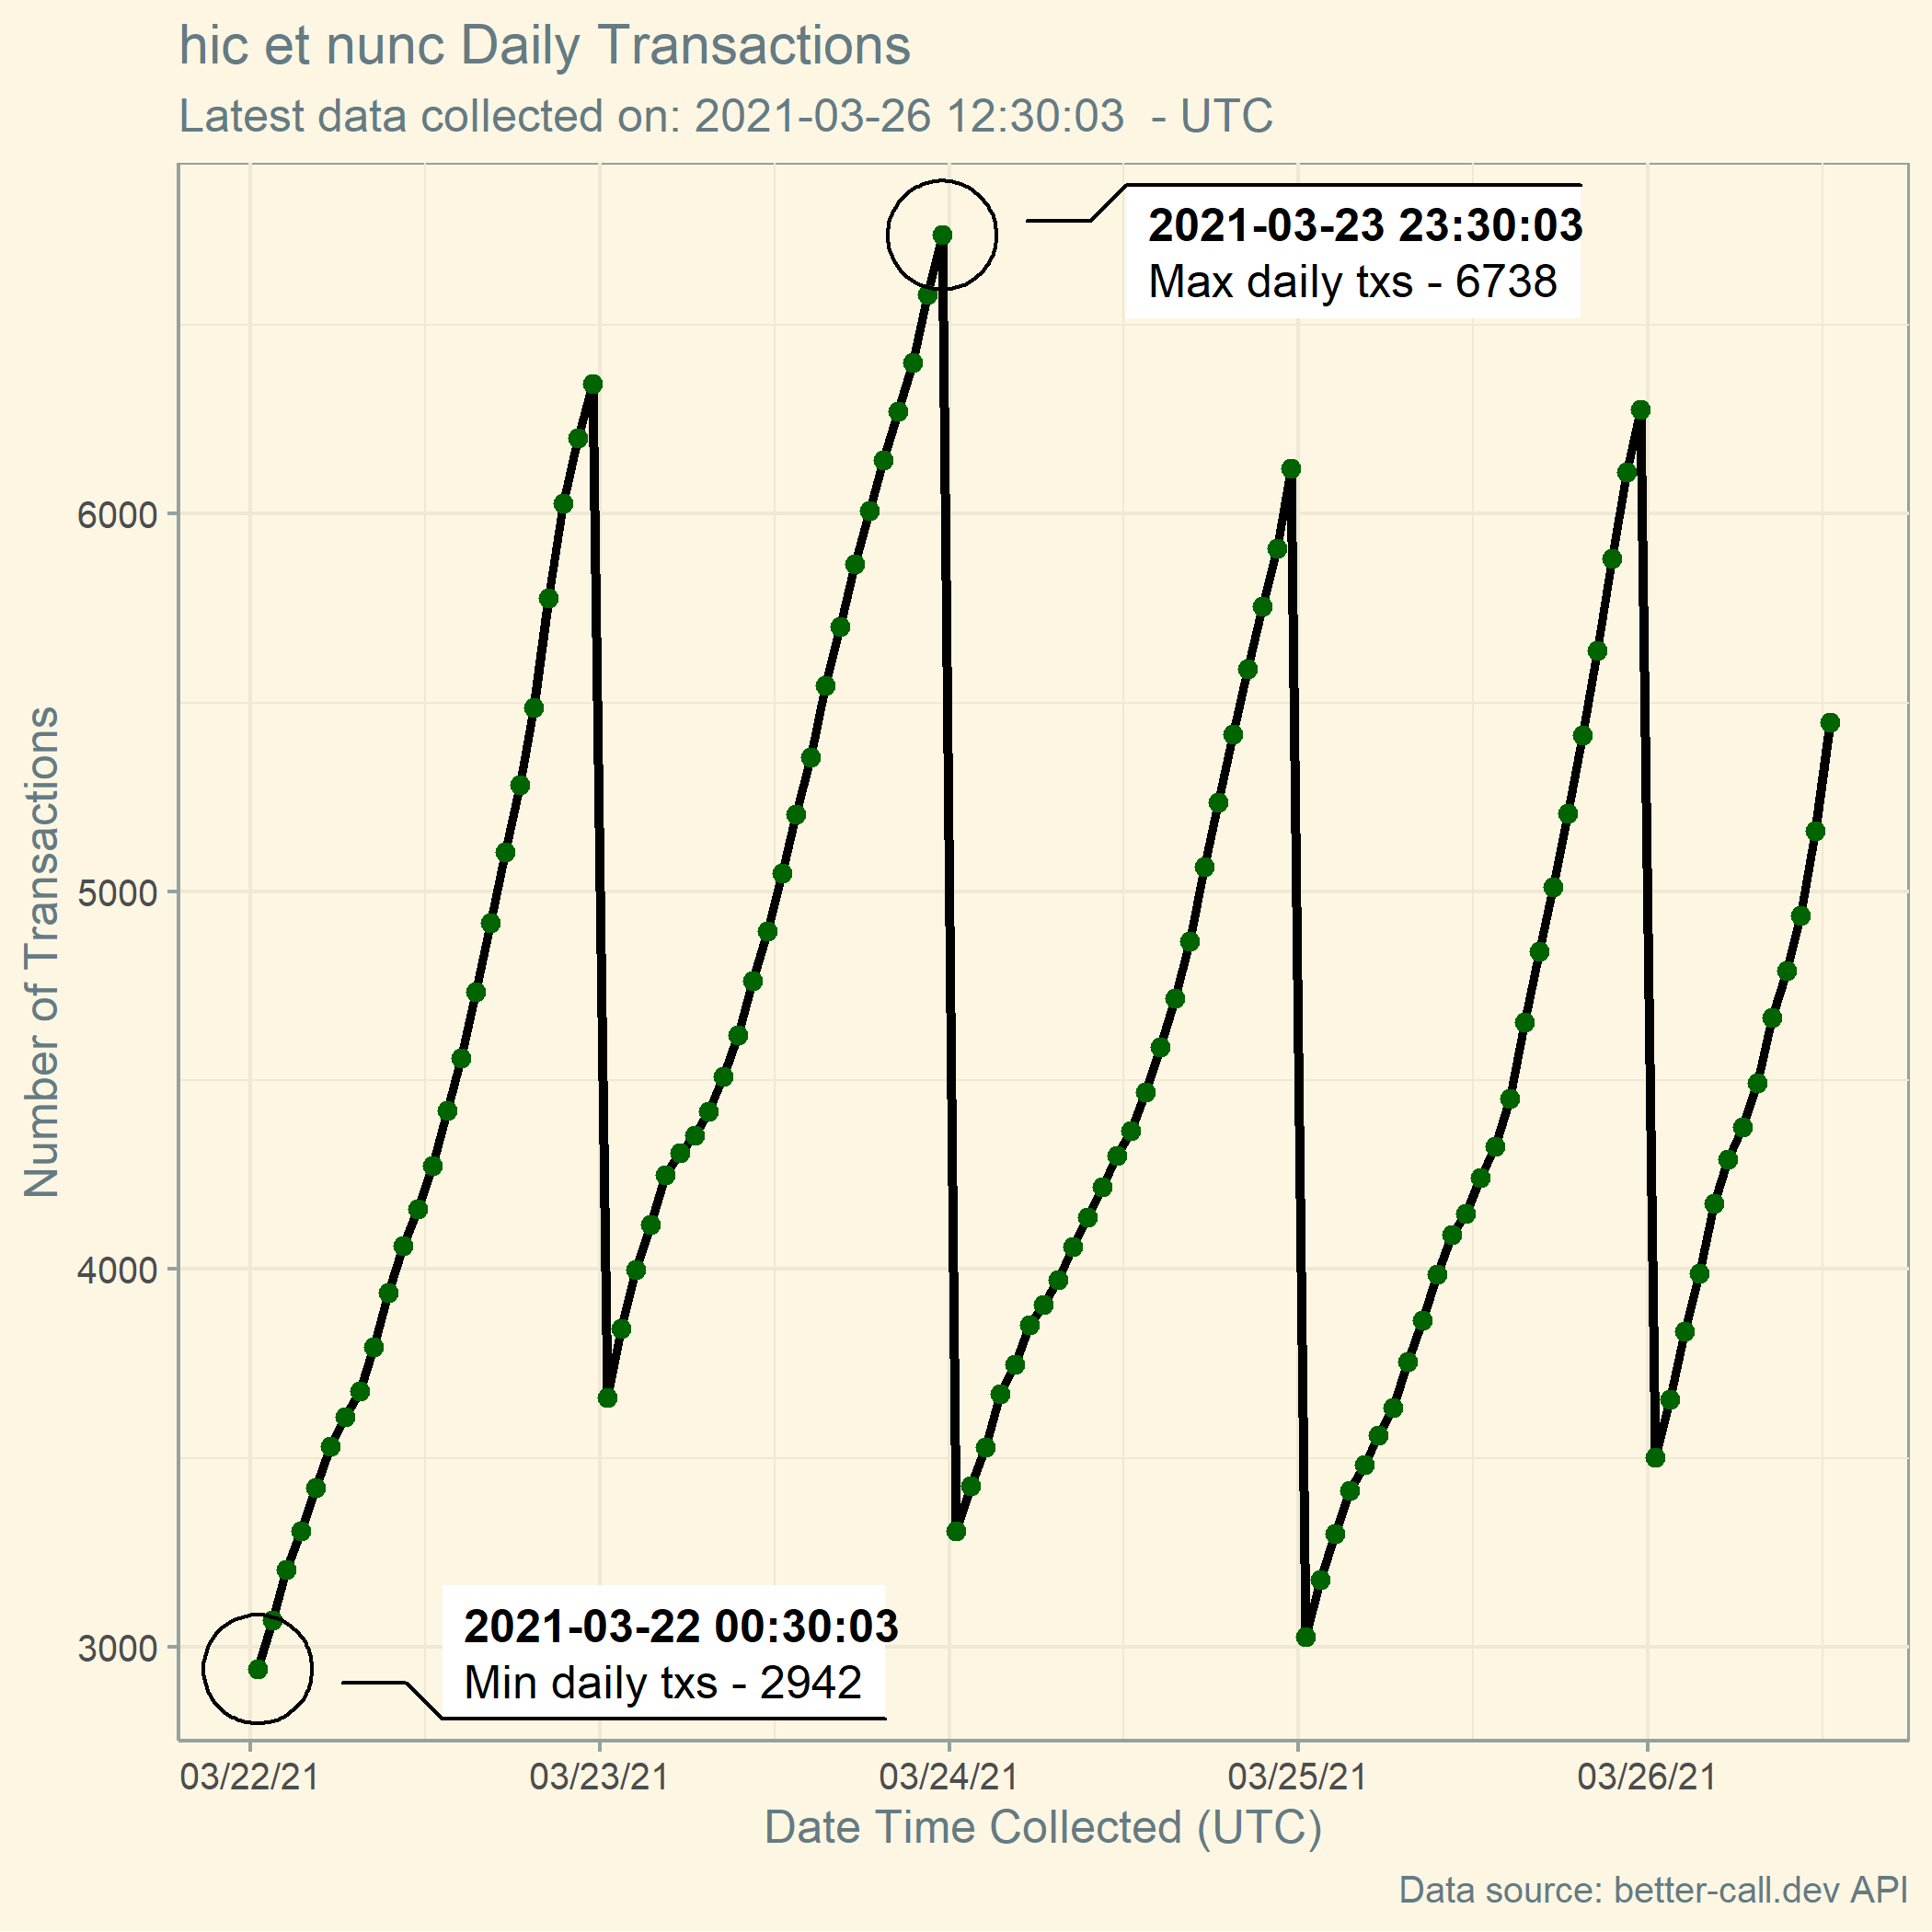 hic et nunc Daily Transactions
Latest data collected on: 2021-03-26 12:30:03  - UTC
2021-03-23 23:30:03
Max daily txs - 6738
Number of Transactions
6000
5000
4000
3000
2021-03-22 00:30:03
Min daily txs - 2942
03/22/21
03/23/21
03/24/21
03/25/21
03/26/21
Date Time Collected (UTC)
Data source: better-call.dev API